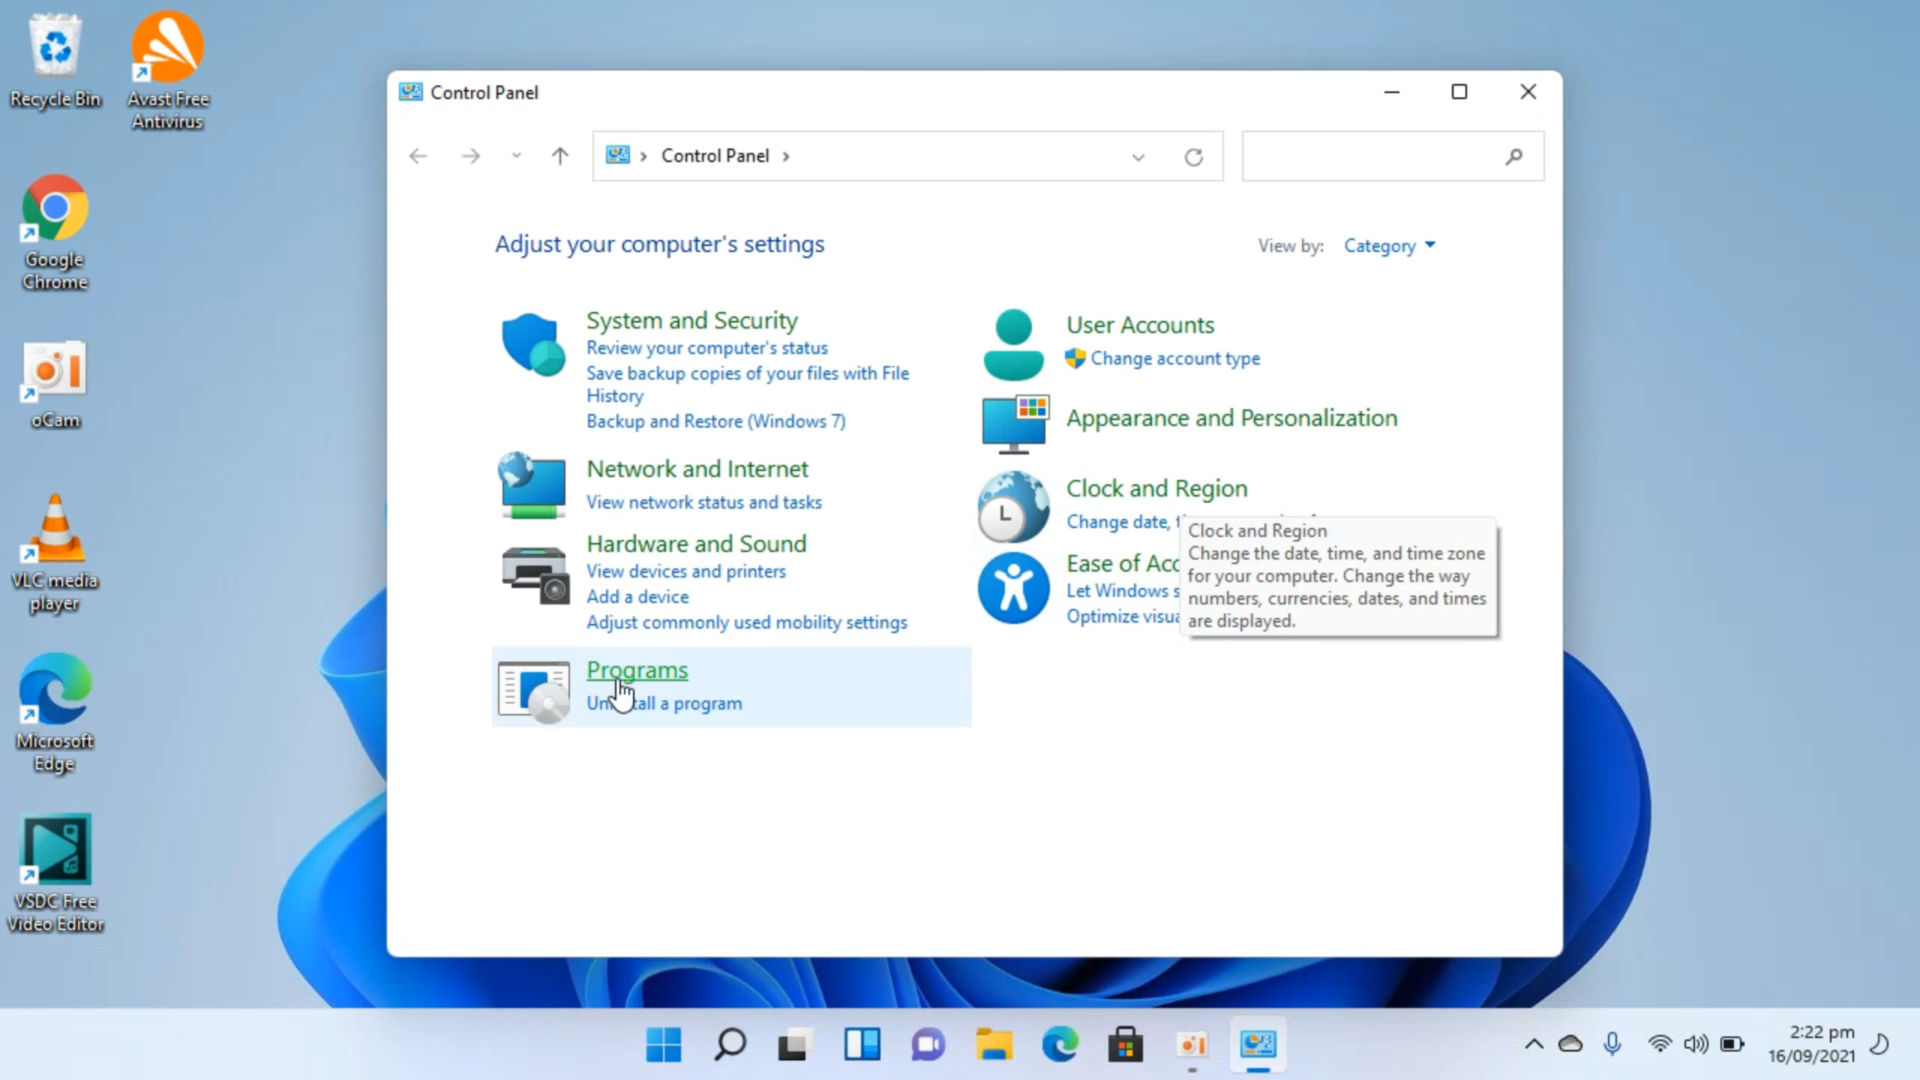 Recycle Bin
Avast Free
Antivirus
Google
Chrome
oCam
VLC media
player
Microsoft
Edge
VSDC Free
Video Editor
Control Panel
Control Panel
Adjust your computer's settings
View by: Category
System and Security
Review your computer's status
Save backup copies of your files with File
History
Backup and Restore (Windows 7)
Network and Internet
View network status and tasks
Hardware and Sound
View devices and printers
Add a device
Adjust commonly used mobility settings
Programs
a program
User Accounts
Change account type
Appearance and Personalization
Clock and Region
Change date,
Ease of
Let Windows
Optimize
Clock and Region
Change the date, time, and time zone
for your computer. Change the way
numbers, currencies, dates, and times
are displayed.
2:22 pm
16/09/2021